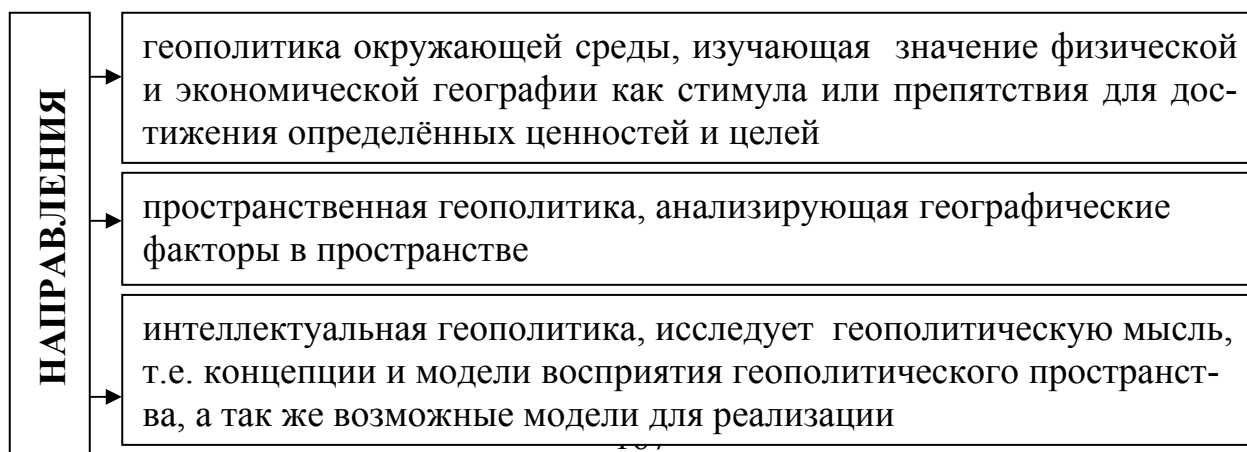 НАПРАВЛЕНИЯ
геополитика окружающей среды, изучающая значение физической
и экономической географии как стимула или препятствия для дос-
тижения определённых ценностей и целей
пространственная геополитика, анализирующая географические
факторы в пространстве
интеллектуальная геополитика, исследует геополитическую мысль,
т.е. концепции и модели восприятия геополитического пространст-
ва, а так же возможные модели для реализации